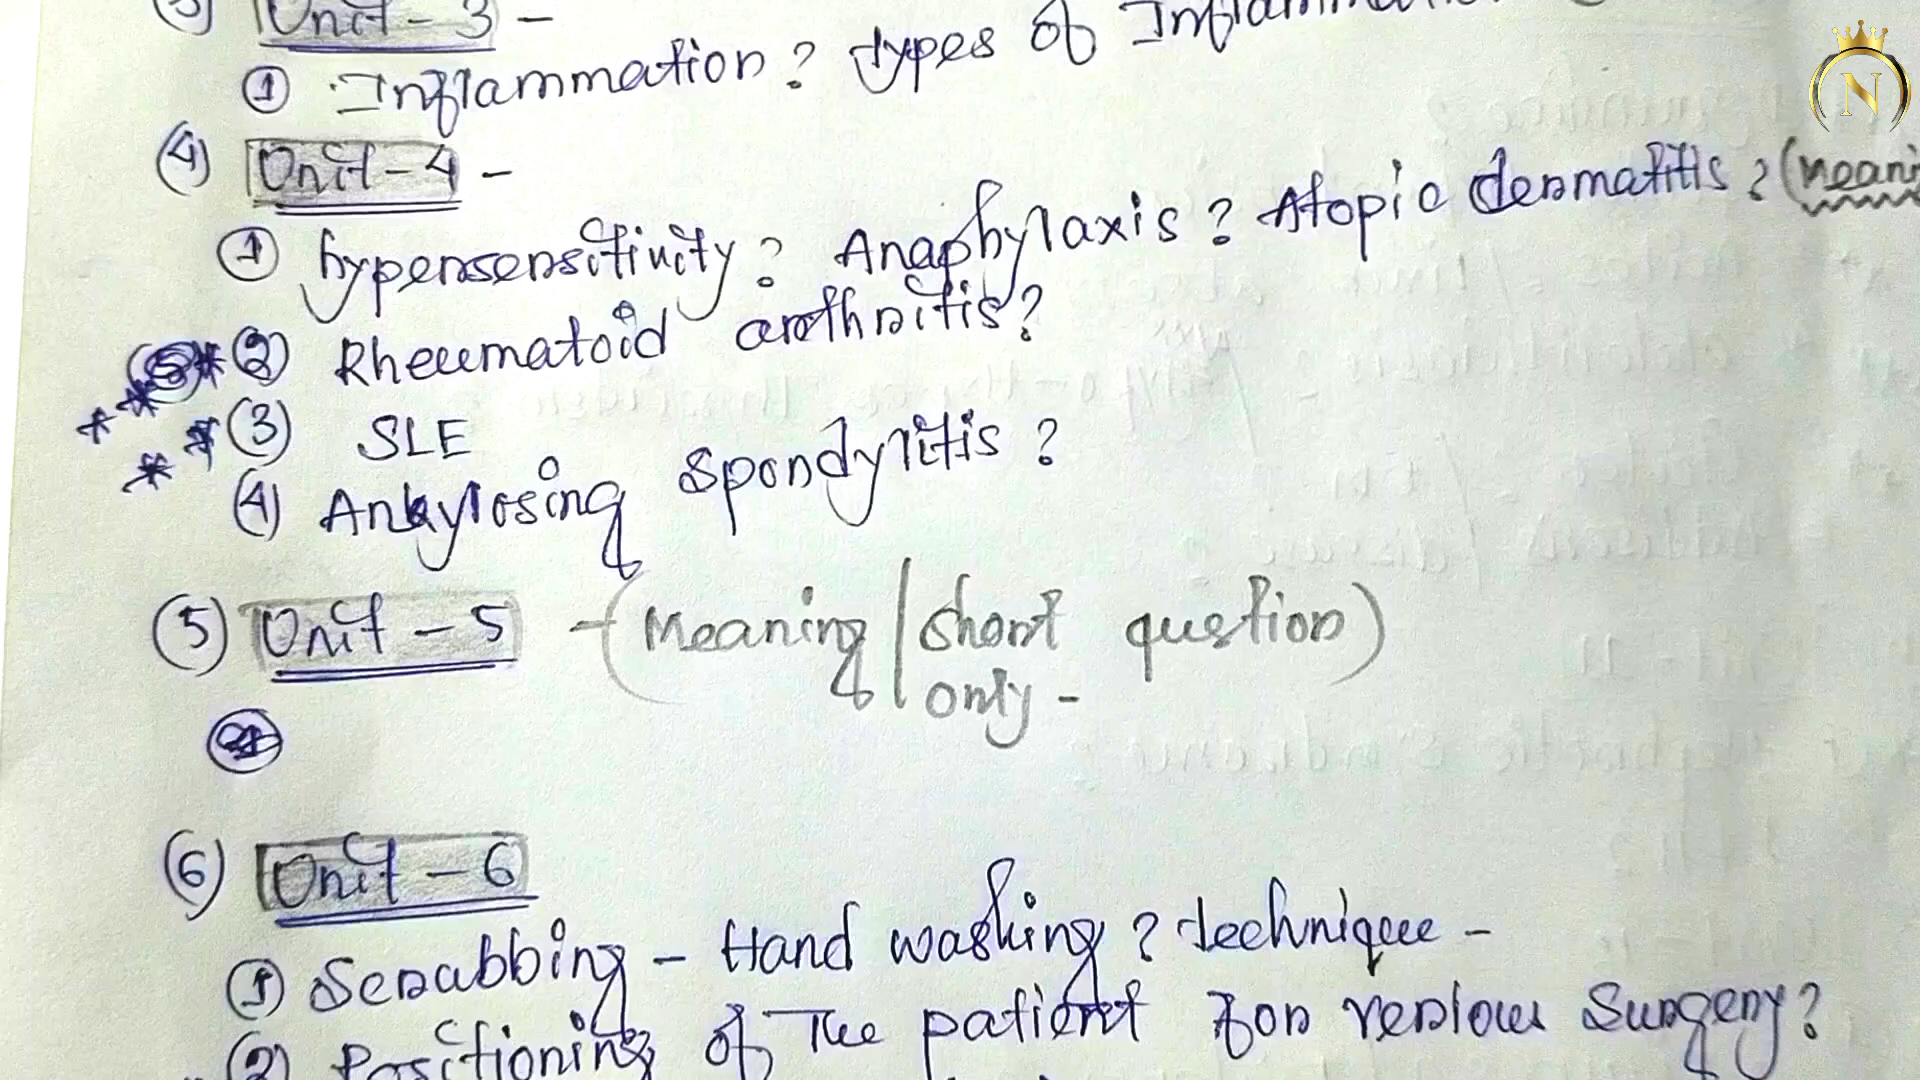 Unit - 3 -
① Inflammation? types of Inflammation
(4) Unit - 4 -
① hypersensitivity? Anaphylaxis? Atopic dermatitis? (Meani
② Rheumatoid arthritis?
③ SLE
(4) Ankylosing spondylitis?
(5) Unit - 5 - (Meaning / short question)
only -
(6) Unit - 6
① Scrubbing - Hand washing? technique -
② Positioning of The patient for various Surgery?
N